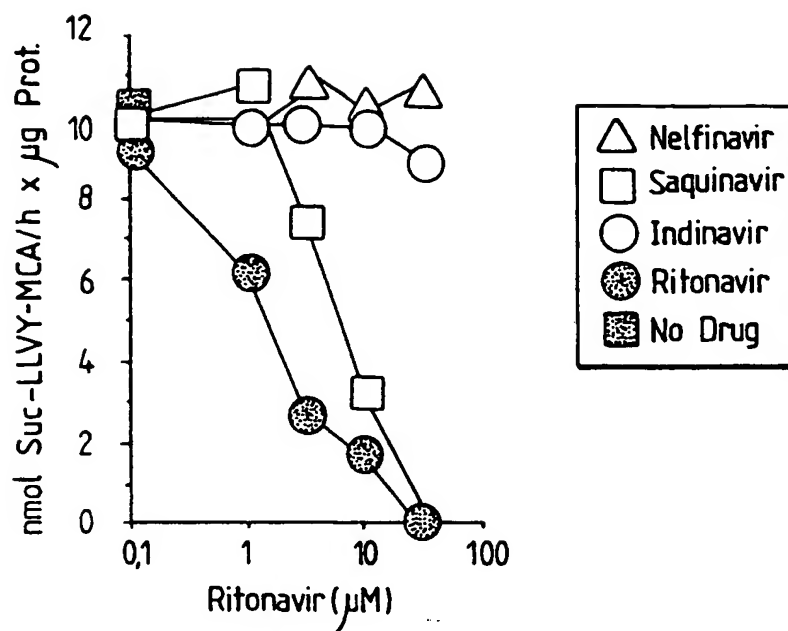 nmol Suc-LLVY-MCA/h x µg Prot.
12
10
8
6
4
2
0
0,1 1 10 100
Ritonavir (µM)
Nelfinavir
Saquinavir
Indinavir
Ritonavir
No Drug